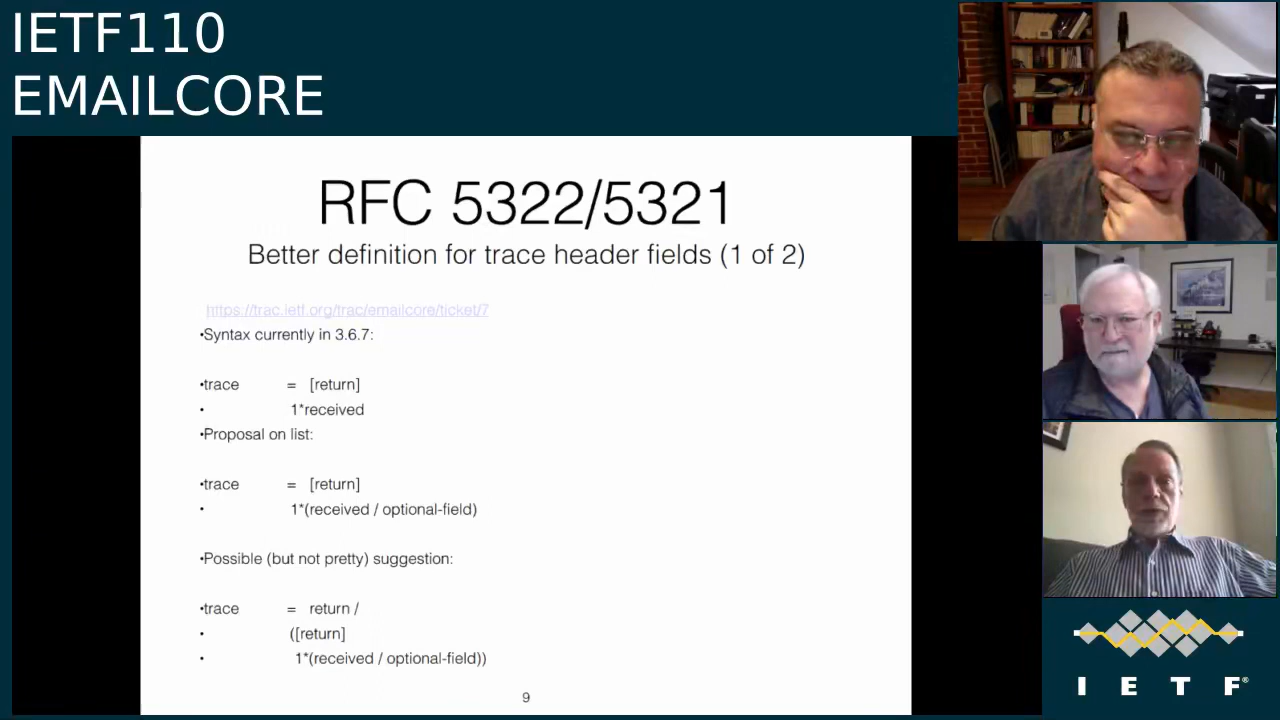 IETF110
EMAILCORE
RFC 5322/5321
Better definition for trace header fields (1 of 2)
https://trac.ietf.org/trac/emailcore/ticket/7
•Syntax currently in 3.6.7:
•trace = [return]
• 1*received
•Proposal on list:
•trace = [return]
• 1*(received / optional-field)
•Possible (but not pretty) suggestion:
•trace = return /
• ([return]
• 1*(received / optional-field))
9
I E T F®